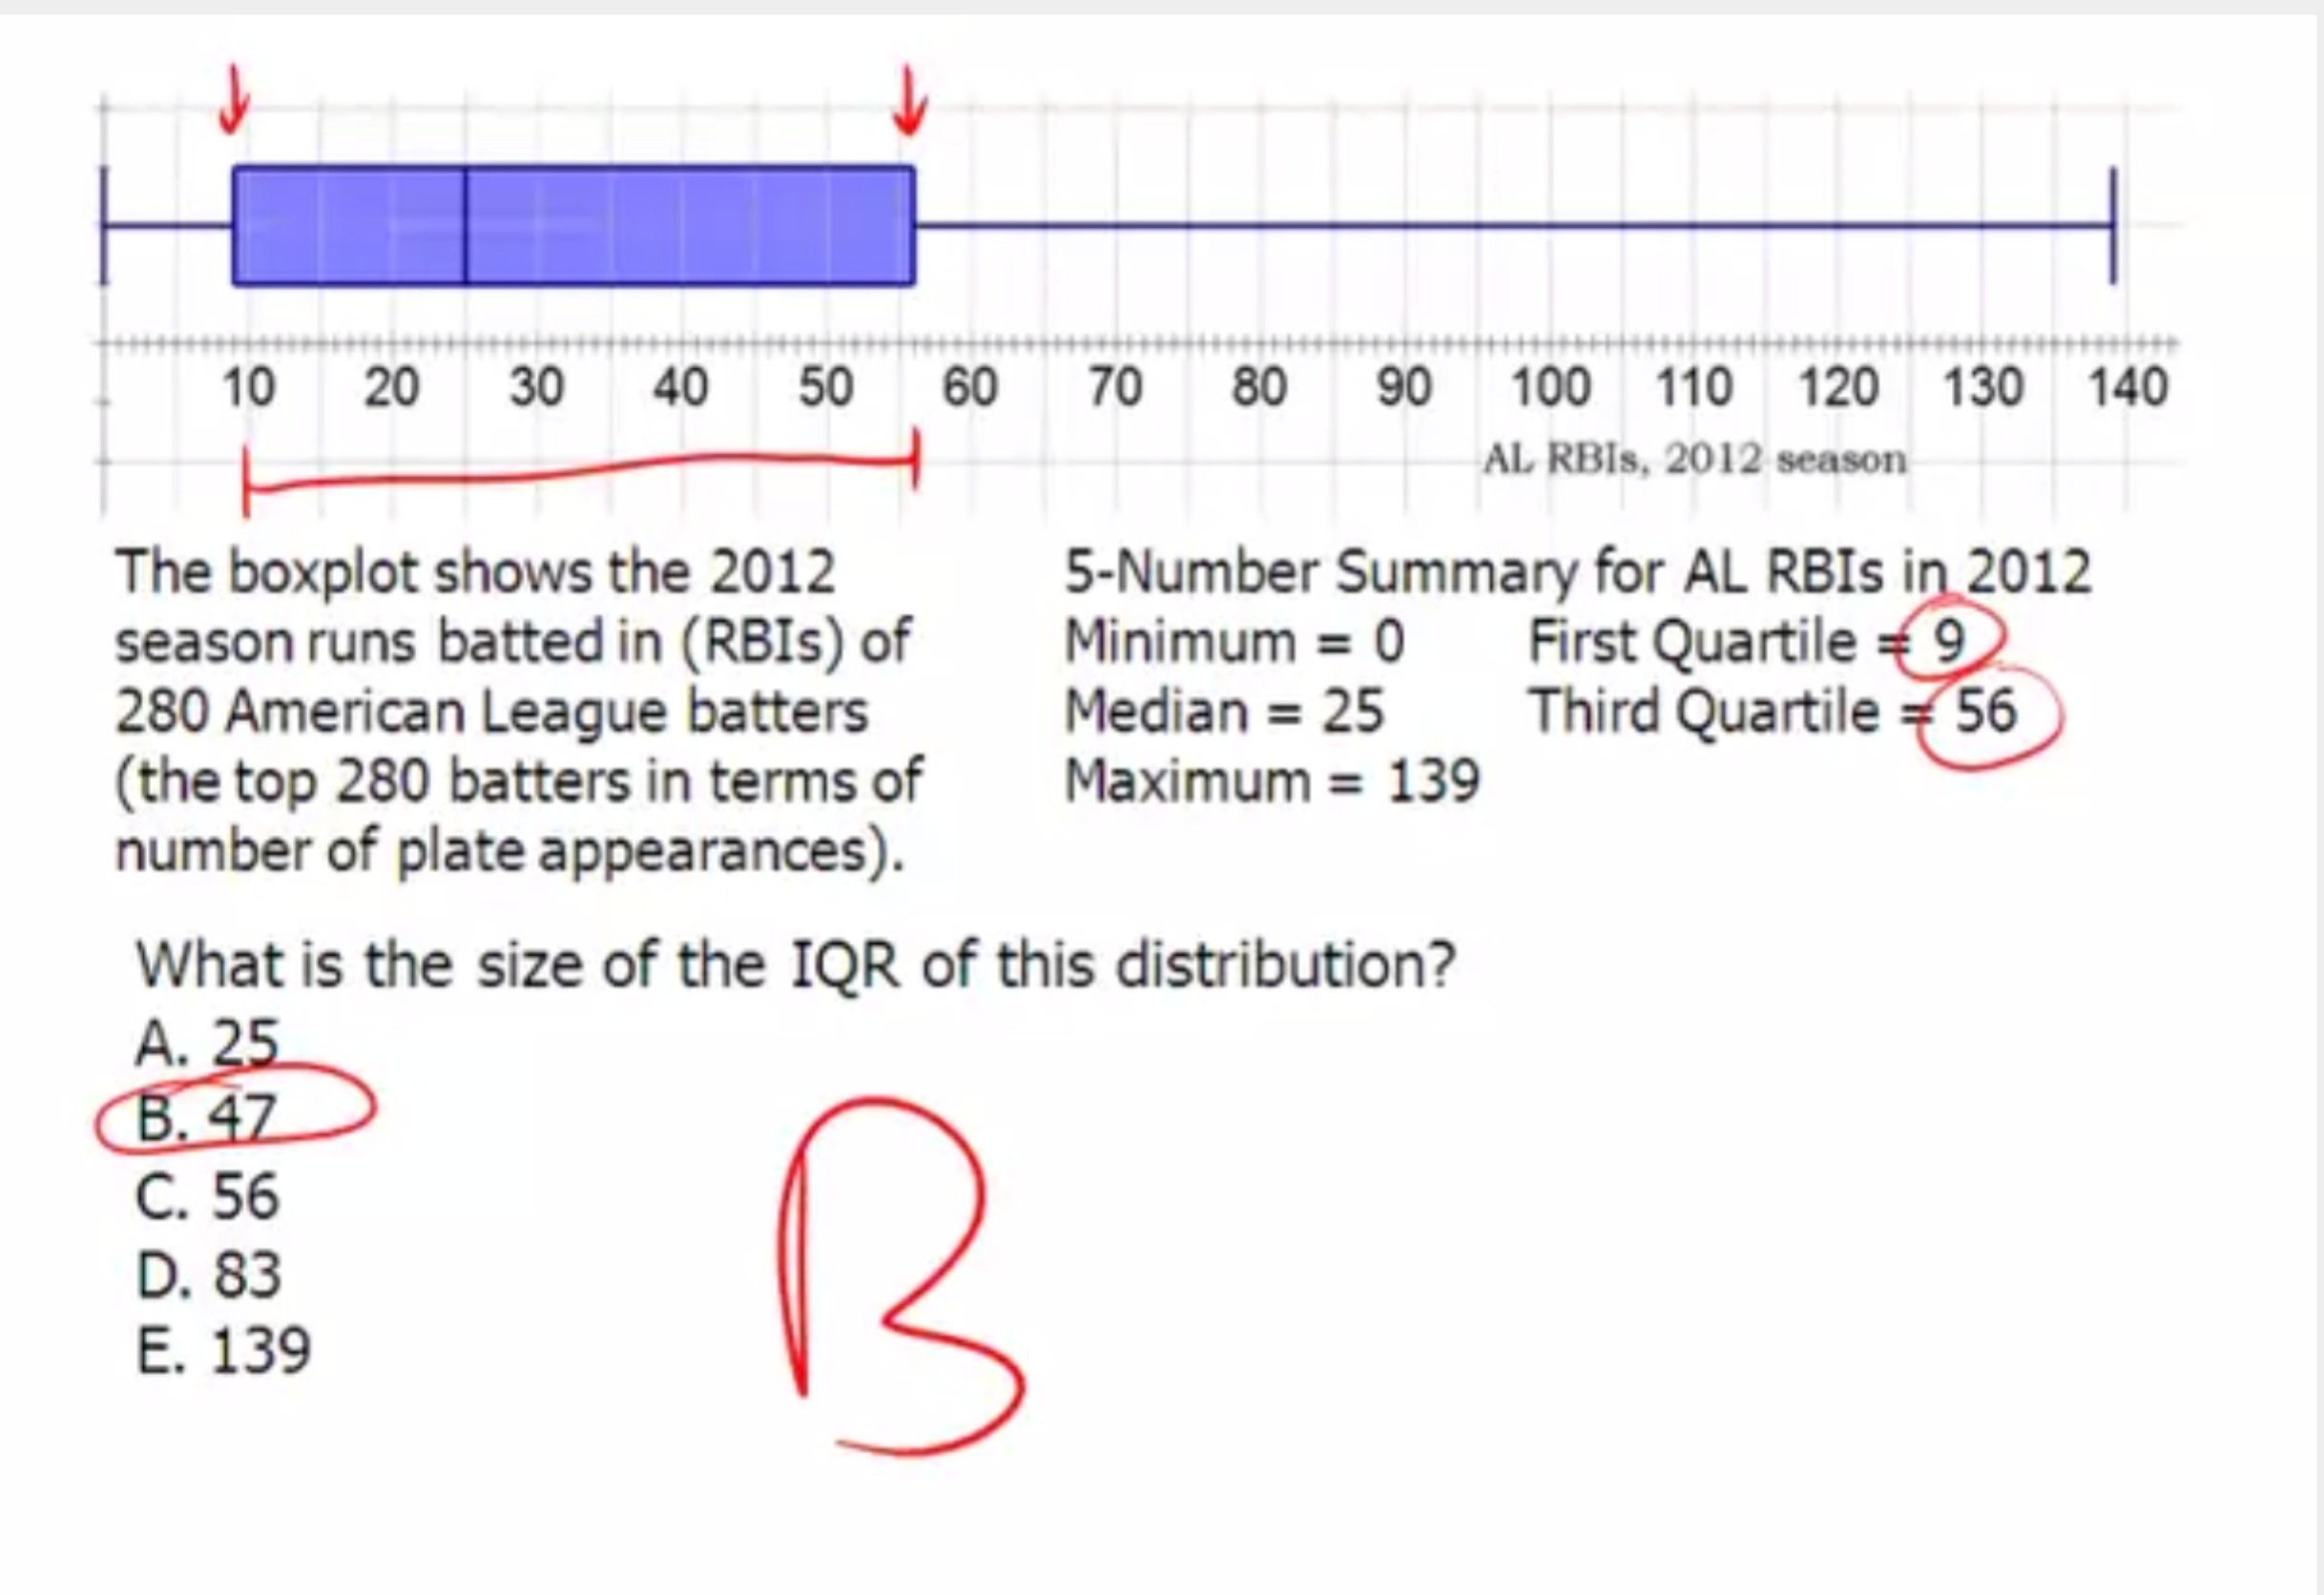 10 20 30 40 50 60 70 80 90 100 110 120 130 140
AL RBIs, 2012 season
The boxplot shows the 2012
season runs batted in (RBIs) of
280 American League batters
(the top 280 batters in terms of
number of plate appearances).
5-Number Summary for AL RBIs in 2012
Minimum = 0 First Quartile = 9
Median = 25 Third Quartile = 56
Maximum = 139
What is the size of the IQR of this distribution?
A. 25
B. 47
C. 56
D. 83
E. 139
B